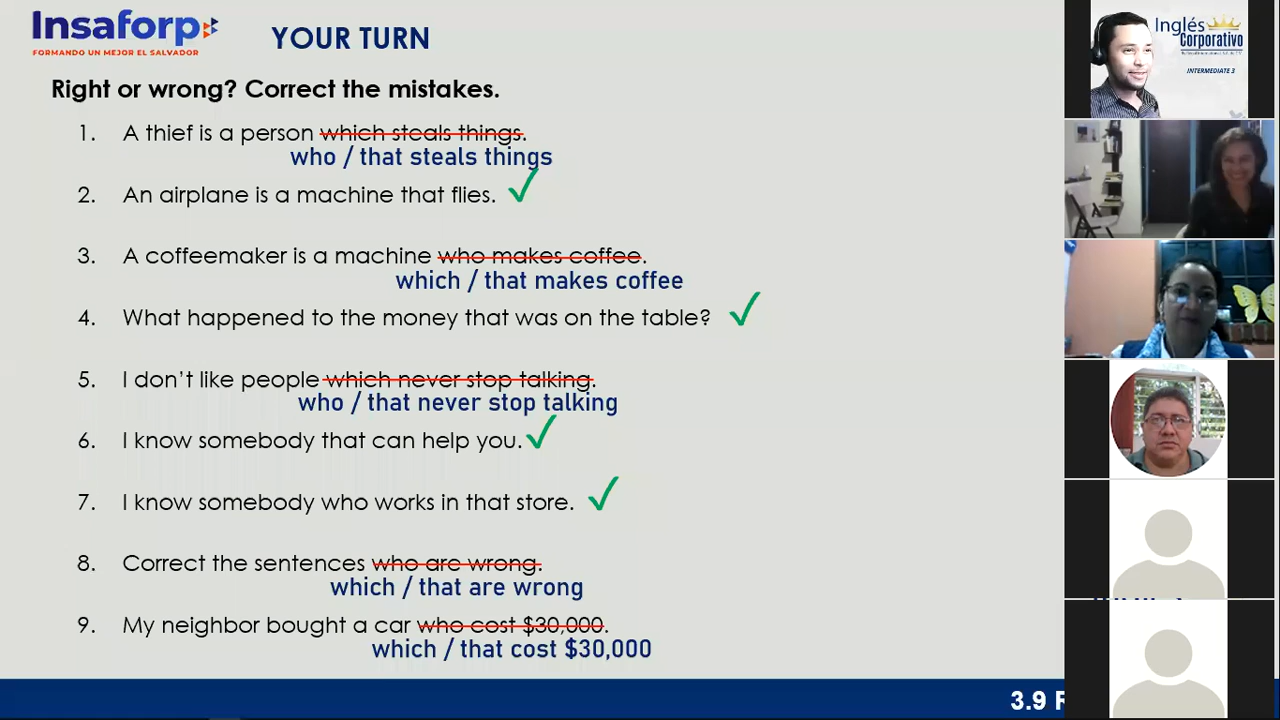 Insaforp
FORMANDO UN MEJOR EL SALVADOR
YOUR TURN
Right or wrong? Correct the mistakes.
1. A thief is a person which steals things.
who / that steals things
2. An airplane is a machine that flies.
3. A coffeemaker is a machine who makes coffee.
which / that makes coffee
4. What happened to the money that was on the table?
5. I don't like people which never stop talking.
who / that never stop talking
6. I know somebody that can help you.
7. I know somebody who works in that store.
8. Correct the sentences who are wrong.
which / that are wrong
9. My neighbor bought a car who cost $30,000.
which / that cost $30,000
3.9
Inglés
Corporativo
INTERMEDIATE 3